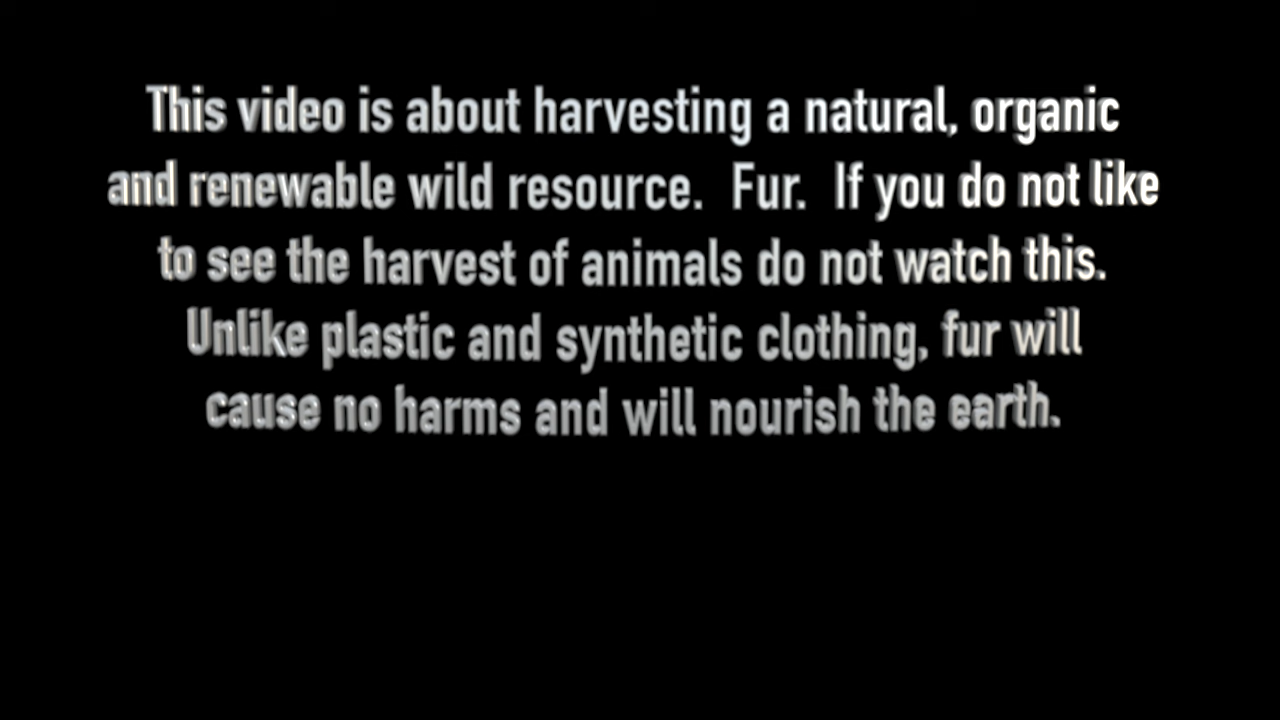 This video is about harvesting a natural, organic
and renewable wild resource.  Fur.  If you do not like
to see the harvest of animals do not watch this.
Unlike plastic and synthetic clothing, fur will
cause no harms and will nourish the earth.